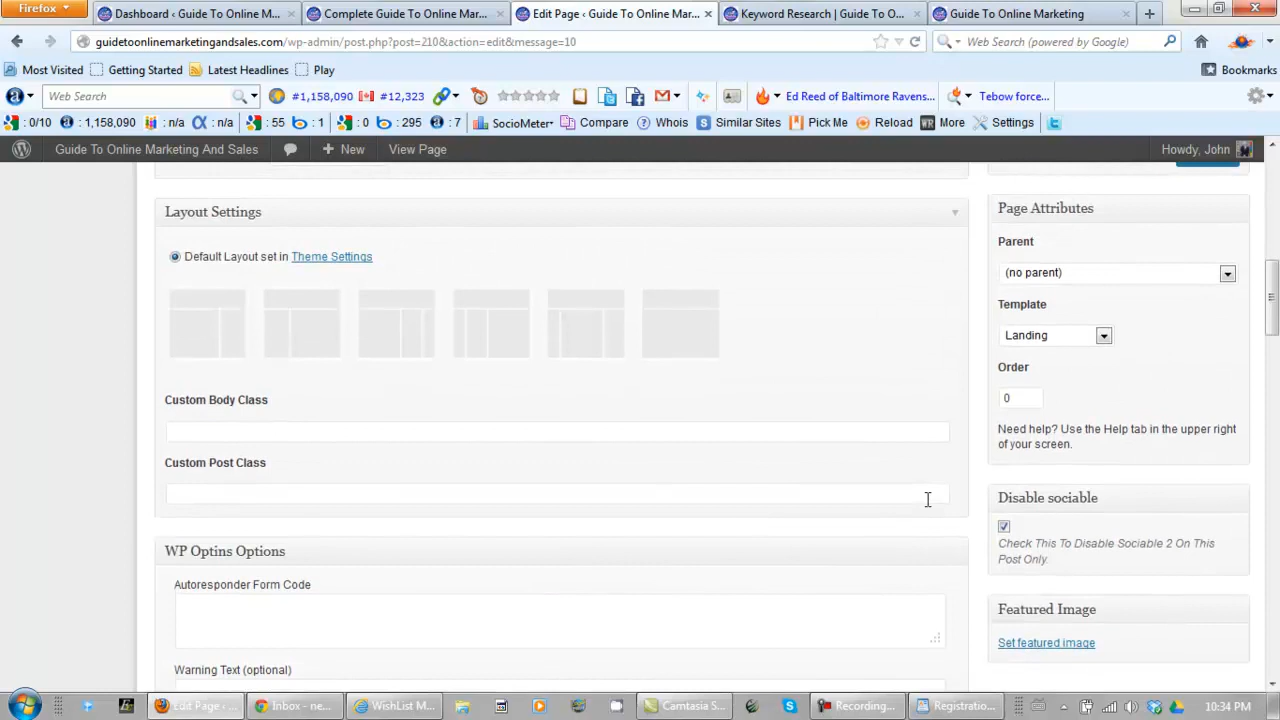 Firefox
Dashboard ‹ Guide To Online M...
Complete Guide To Online Mar...
Edit Page ‹ Guide To Online Mar...
Keyword Research | Guide To O...
Guide To Online Marketing
guidetoonlinemarketingandsales.com/wp-admin/post.php?post=210&action=edit&message=10
Web Search (powered by Google)
Most Visited
Getting Started
Latest Headlines
Play
Bookmarks
Web Search
#1,158,090
#12,323
Ed Reed of Baltimore Ravens...
Tebow force...
:0/10
: 1,158,090
: n/a
: n/a
: 55
: 1
: 0
: 295
: 7
SocioMeter
Compare
Whois
Similar Sites
Pick Me
Reload
More
Settings
Guide To Online Marketing And Sales
New
View Page
Howdy, John
Layout Settings
Default Layout set in Theme Settings
Custom Body Class
Custom Post Class
WP Optins Options
Autoresponder Form Code
Warning Text (optional)
Page Attributes
Parent
(no parent)
Template
Landing
Order
0
Need help? Use the Help tab in the upper right
of your screen.
Disable sociable
Check This To Disable Sociable 2 On This
Post Only.
Featured Image
Set featured image
Edit Page ‹ ...
Inbox - ne...
WishList M...
Camtasia S...
Recording...
Registratio...
10:34 PM